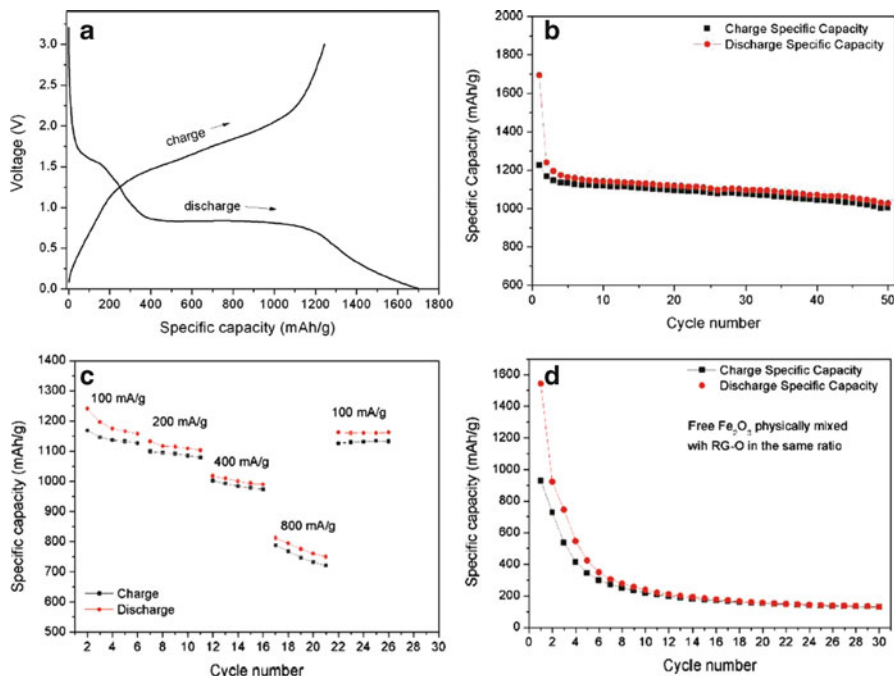 a
3.0
2.5
2.0
1.5
1.0
0.5
0.0
Voltage (V)
charge
discharge
0 200 400 600 800 1000 1200 1400 1600 1800
Specific capacity (mAh/g)
b
Charge Specific Capacity
Discharge Specific Capacity
2000
1800
1600
1400
1200
1000
800
600
Specific Capacity (mAh/g)
0 10 20 30 40 50
Cycle number
c
1400
1300
1200
1100
1000
900
800
700
600
500
Specific capacity (mAh/g)
100 mA/g
200 mA/g
400 mA/g
800 mA/g
100 mA/g
Charge
Discharge
2 4 6 8 10 12 14 16 18 20 22 24 26 28
Cycle number
d
Charge Specific Capacity
Discharge Specific Capacity
Free Fe₂O₃ physically mixed
wih RG-O in the same ratio
1600
1400
1200
1000
800
600
400
200
0
Specific capacity (mAh/g)
0 2 4 6 8 10 12 14 16 18 20 22 24 26 28 30
Cycle number